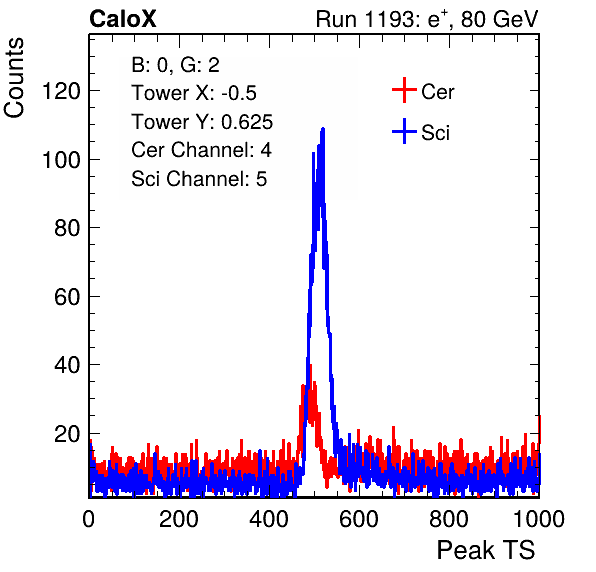 CaloX Run 1193: e+, 80 GeV
Counts
B: 0, G: 2
Tower X: -0.5
Tower Y: 0.625
Cer Channel: 4
Sci Channel: 5
Cer
Sci
120
100
80
60
40
20
0 200 400 600 800 1000
Peak TS